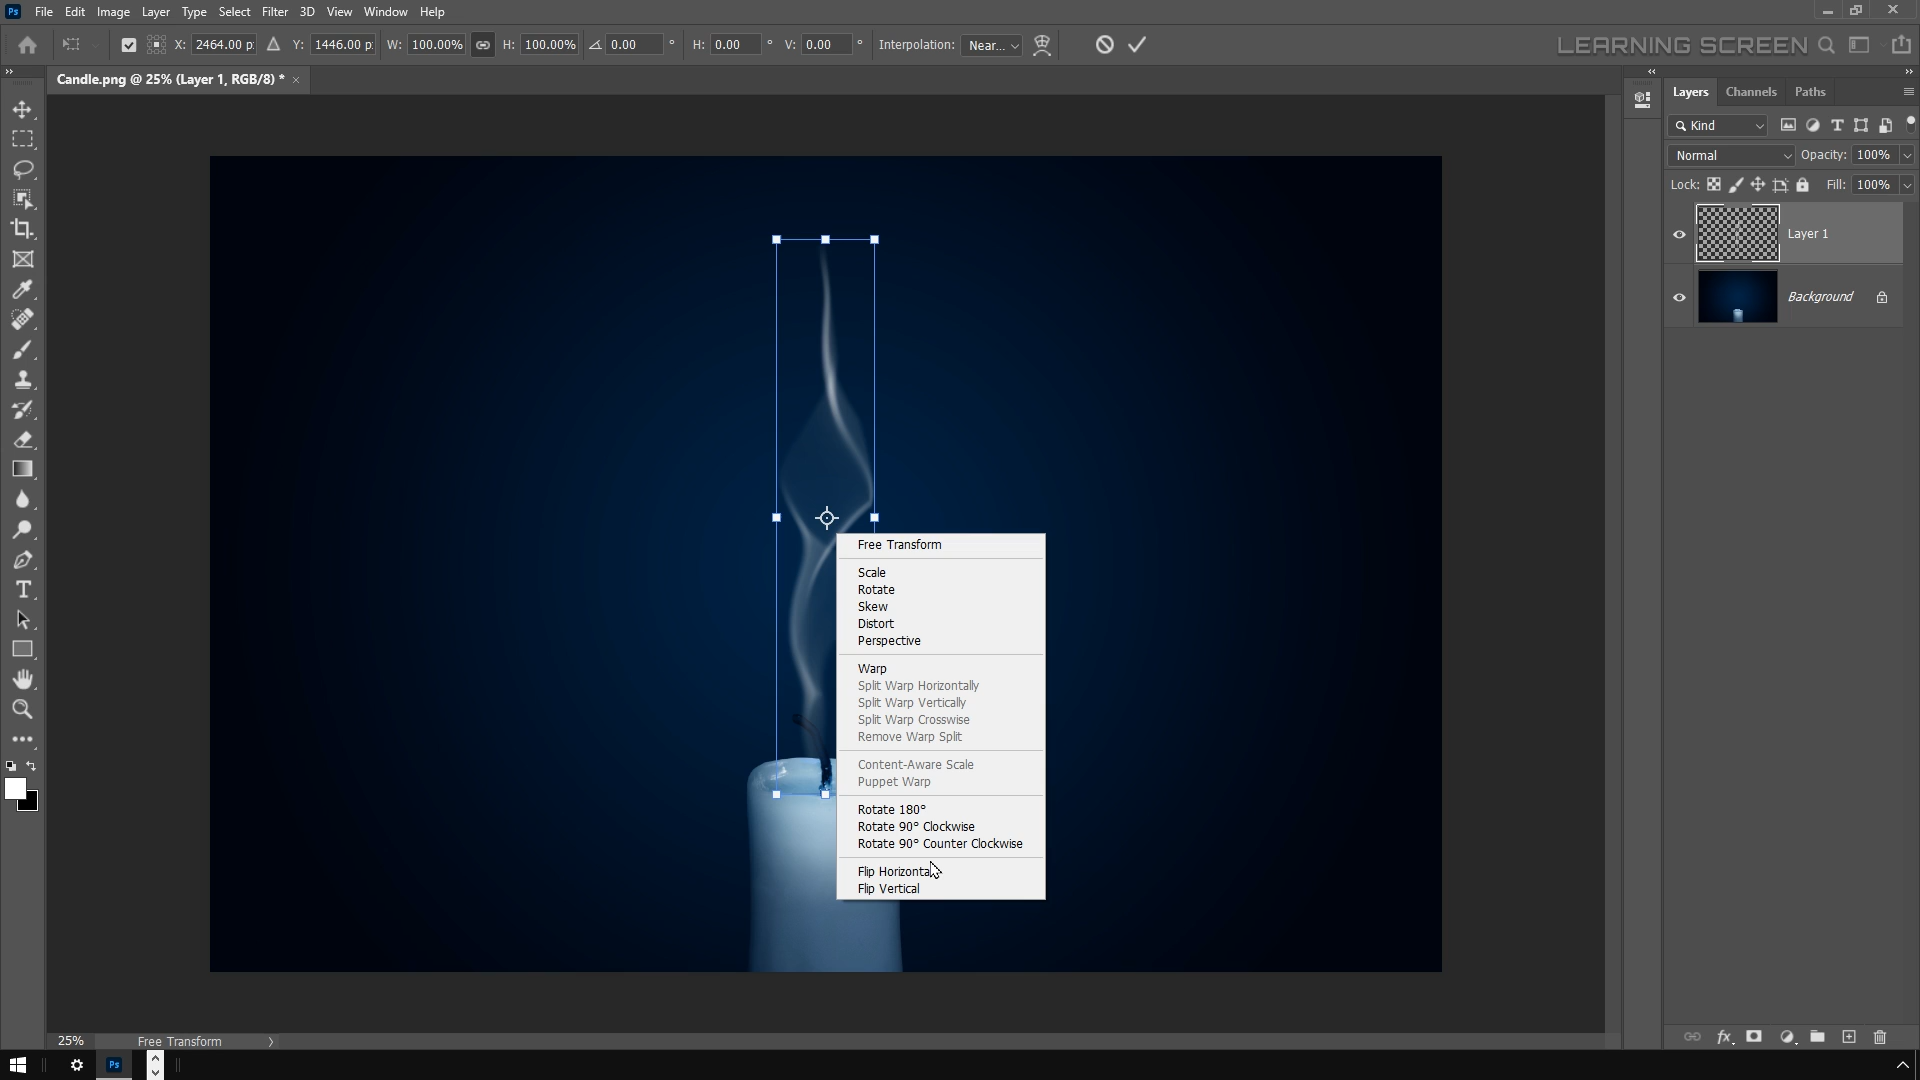 Ps File Edit Image Layer Type Select Filter 3D View Window Help
X: 2464.00 p Y: 1446.00 p W: 100.00% H: 100.00% 0.00 ° H: 0.00 ° V: 0.00 ° Interpolation: Near...
LEARNING SCREEN
Candle.png @ 25% (Layer 1, RGB/8) * ×
Layers Channels Paths
Kind
Normal Opacity: 100%
Lock: Fill: 100%
Layer 1
Background
Free Transform
Scale
Rotate
Skew
Distort
Perspective
Warp
Split Warp Horizontally
Split Warp Vertically
Split Warp Crosswise
Remove Warp Split
Content-Aware Scale
Puppet Warp
Rotate 180°
Rotate 90° Clockwise
Rotate 90° Counter Clockwise
Flip Horizontal
Flip Vertical
25% Free Transform
Ps